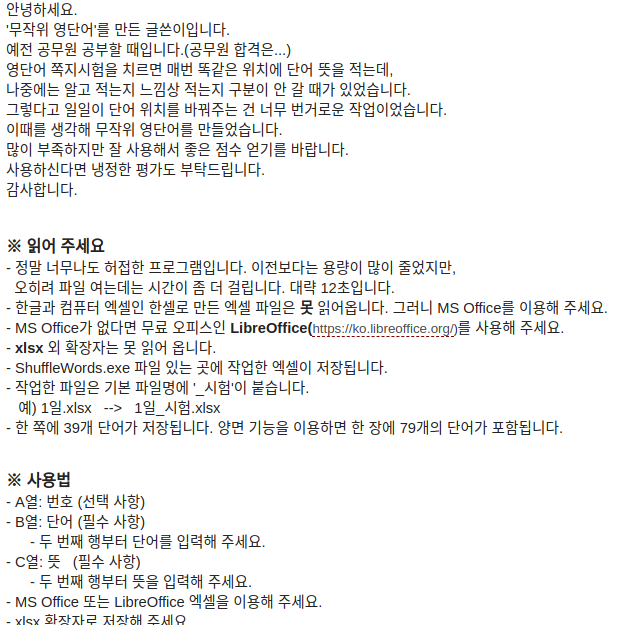 안녕하세요.
'무작위 영단어'를 만든 글쓴이입니다.
예전 공무원 공부할 때입니다.(공무원 합격은...)
영단어 쪽지시험을 치르면 매번 똑같은 위치에 단어 뜻을 적는데,
나중에는 알고 적는지 느낌상 적는지 구분이 안 갈 때가 있었습니다.
그렇다고 일일이 단어 위치를 바꿔주는 건 너무 번거로운 작업이었습니다.
이때를 생각해 무작위 영단어를 만들었습니다.
많이 부족하지만 잘 사용해서 좋은 점수 얻기를 바랍니다.
사용하신다면 냉정한 평가도 부탁드립니다.
감사합니다.
※ 읽어 주세요
- 정말 너무나도 허접한 프로그램입니다. 이전보다는 용량이 많이 줄었지만,
오히려 파일 여는데는 시간이 좀 더 걸립니다. 대략 12초입니다.
- 한글과 컴퓨터 엑셀인 한셀로 만든 엑셀 파일은 못 읽어옵니다. 그러니 MS Office를 이용해 주세요.
- MS Office가 없다면 무료 오피스인 LibreOffice(https://ko.libreoffice.org/)를 사용해 주세요.
- xlsx 외 확장자는 못 읽어 옵니다.
- ShuffleWords.exe 파일 있는 곳에 작업한 엑셀이 저장됩니다.
- 작업한 파일은 기본 파일명에 '_시험'이 붙습니다.
예) 1일.xlsx --> 1일_시험.xlsx
- 한 쪽에 39개 단어가 저장됩니다. 양면 기능을 이용하면 한 장에 79개의 단어가 포함됩니다.
※ 사용법
- A열: 번호 (선택 사항)
- B열: 단어 (필수 사항)
- 두 번째 행부터 단어를 입력해 주세요.
- C열: 뜻 (필수 사항)
- 두 번째 행부터 뜻을 입력해 주세요.
- MS Office 또는 LibreOffice 엑셀을 이용해 주세요.
- xlsx 확장자로 저장해 주세요